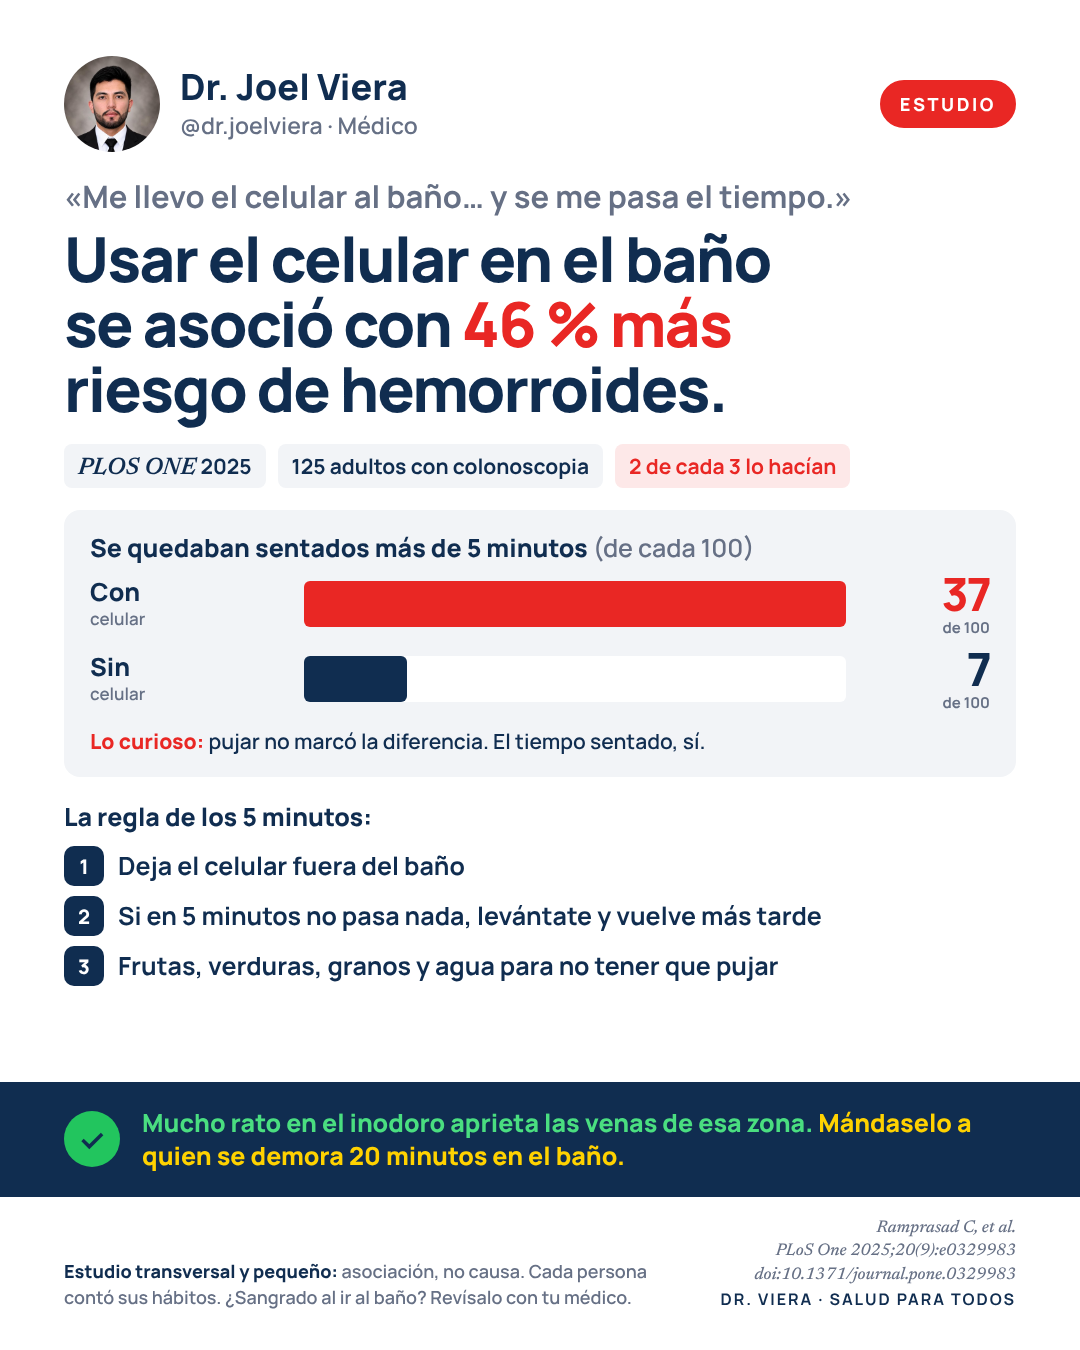 Dr. Joel Viera
@dr.joelviera · Médico
ESTUDIO
«Me llevo el celular al baño... y se me pasa el tiempo.»
Usar el celular en el baño
se asoció con 46 % más
riesgo de hemorroides.
PLOS ONE 2025
125 adultos con colonoscopia
2 de cada 3 lo hacían
Se quedaban sentados más de 5 minutos (de cada 100)
Con
celular
37
de 100
Sin
celular
7
de 100
Lo curioso: pujar no marcó la diferencia. El tiempo sentado, sí.
La regla de los 5 minutos:
1 Deja el celular fuera del baño
2 Si en 5 minutos no pasa nada, levántate y vuelve más tarde
3 Frutas, verduras, granos y agua para no tener que pujar
Mucho rato en el inodoro aprieta las venas de esa zona. Mándaselo a
quien se demora 20 minutos en el baño.
Estudio transversal y pequeño: asociación, no causa. Cada persona
contó sus hábitos. ¿Sangrado al ir al baño? Revísalo con tu médico.
Ramprasad C, et al.
PLoS One 2025;20(9):e0329983
doi:10.1371/journal.pone.0329983
DR. VIERA · SALUD PARA TODOS